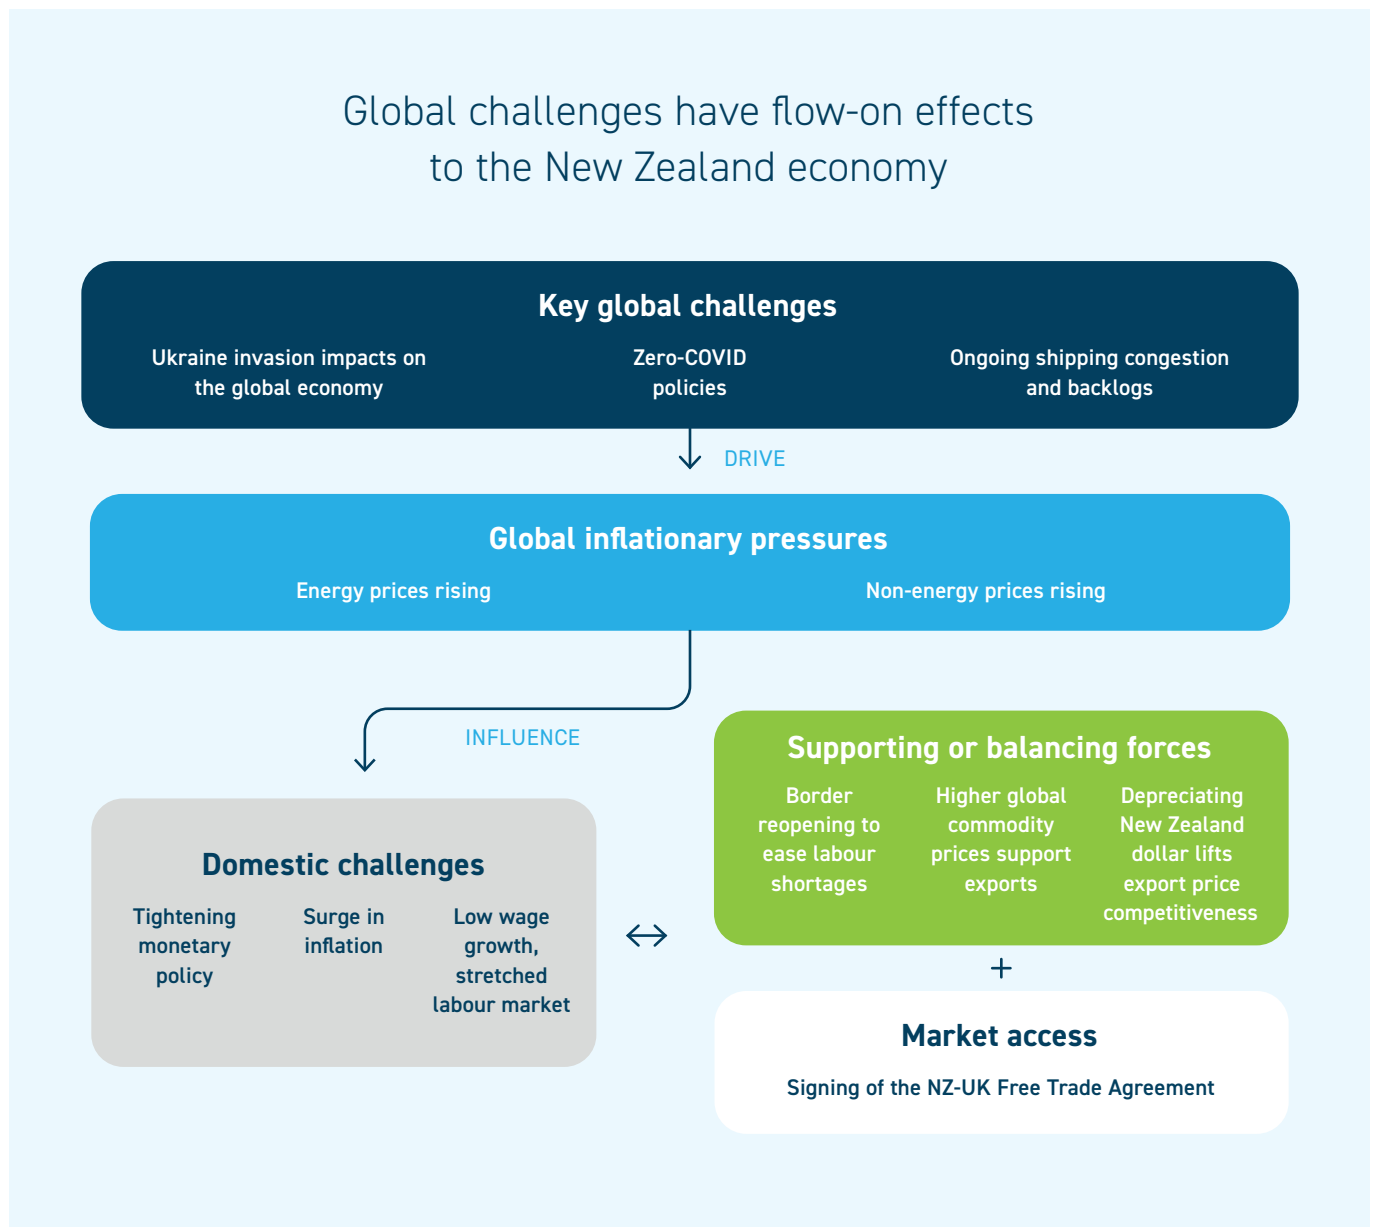 Global challenges have flow-on effects
to the New Zealand economy
Key global challenges
Ukraine invasion impacts on
the global economy
Zero-COVID
policies
Ongoing shipping congestion
and backlogs
DRIVE
Global inflationary pressures
Energy prices rising
Non-energy prices rising
INFLUENCE
Domestic challenges
Tightening
monetary
policy
Surge in
inflation
Low wage
growth,
stretched
labour market
Supporting or balancing forces
Border
reopening to
ease labour
shortages
Higher global
commodity
prices support
exports
Depreciating
New Zealand
dollar lifts
export price
competitiveness
+
Market access
Signing of the NZ-UK Free Trade Agreement